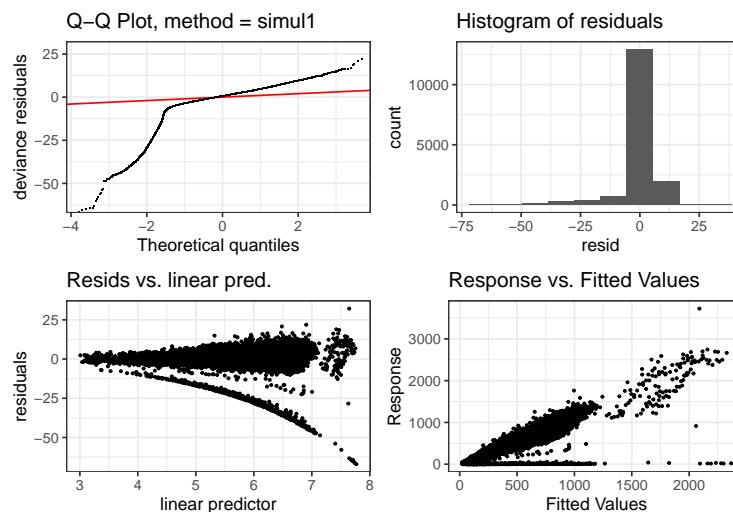 Q−Q Plot, method = simul1
deviance residuals
25
0
−25
−50
−4
−2
0
2
Theoretical quantiles
Histogram of residuals
count
10000
5000
0
−75
−50
−25
0
25
resid
Resids vs. linear pred.
residuals
25
0
−25
−50
3
4
5
6
7
8
linear predictor
Response vs. Fitted Values
Response
3000
2000
1000
0
0
500
1000
1500
2000
Fitted Values